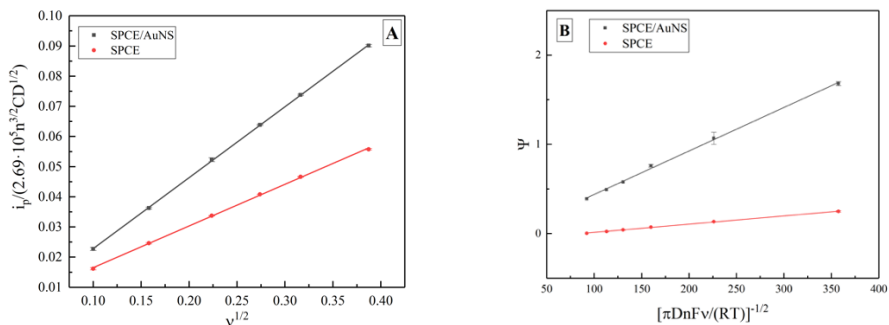 0.10
SPCE/AuNS
SPCE
A
0.09
0.08
0.07
0.06
0.05
0.04
0.03
0.02
0.01
i_p/(2.69·10^5n^3/2CD^1/2)
0.10 0.15 0.20 0.25 0.30 0.35 0.40
ν^1/2
B
SPCE/AuNS
SPCE
2
1
0
Ψ
50 100 150 200 250 300 350 400
[πDnFν/(RT)]^-1/2